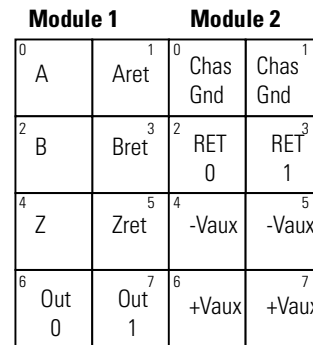 Module 1 Module 2
0 1 0 1
A Aret Chas Gnd Chas Gnd
2 3 2 3
B Bret RET 0 RET 1
4 5 4 5
Z Zret -Vaux -Vaux
6 7 6 7
Out 0 Out 1 +Vaux +Vaux